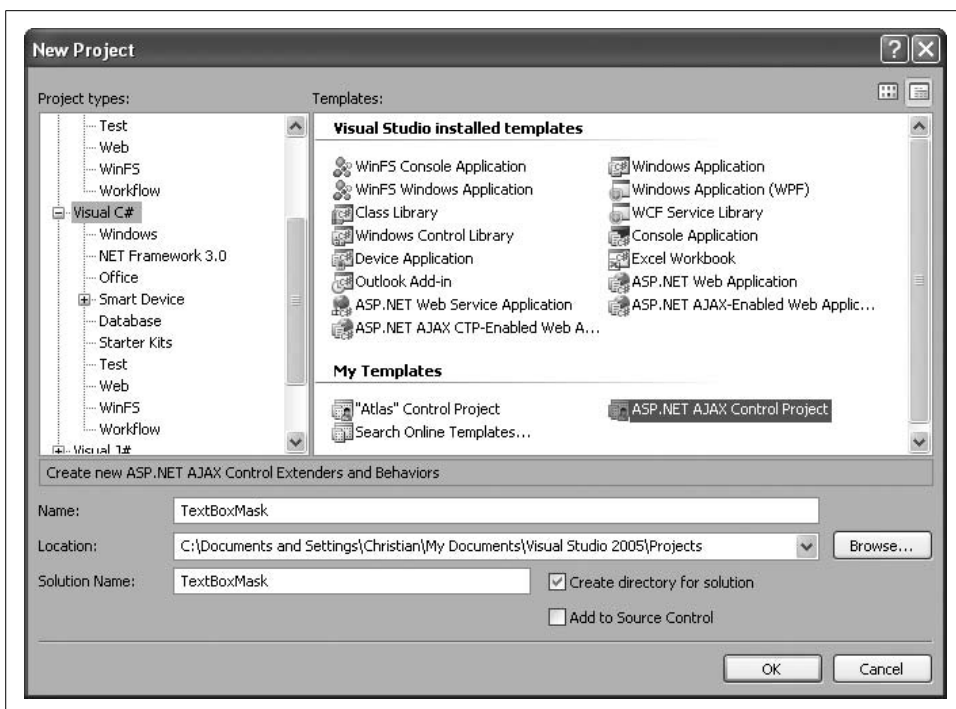 New Project
Project types:
Templates:
Test
Web
WinFS
Workflow
Visual C#
Windows
NET Framework 3.0
Office
Smart Device
Database
Starter Kits
Test
Web
WinFS
Workflow
Visual J#
Visual Studio installed templates
WinFS Console Application
Windows Application
WinFS Windows Application
Windows Application (WPF)
Class Library
WCF Service Library
Windows Control Library
Console Application
Device Application
Excel Workbook
Outlook Add-in
ASP.NET Web Application
ASP.NET Web Service Application
ASP.NET AJAX-Enabled Web Applic...
ASP.NET AJAX CTP-Enabled Web A...
My Templates
"Atlas" Control Project
ASP.NET AJAX Control Project
Search Online Templates...
Create new ASP.NET AJAX Control Extenders and Behaviors
Name:
TextBoxMask
Location:
C:\Documents and Settings\Christian\My Documents\Visual Studio 2005\Projects
Browse...
Solution Name:
TextBoxMask
Create directory for solution
Add to Source Control
OK
Cancel